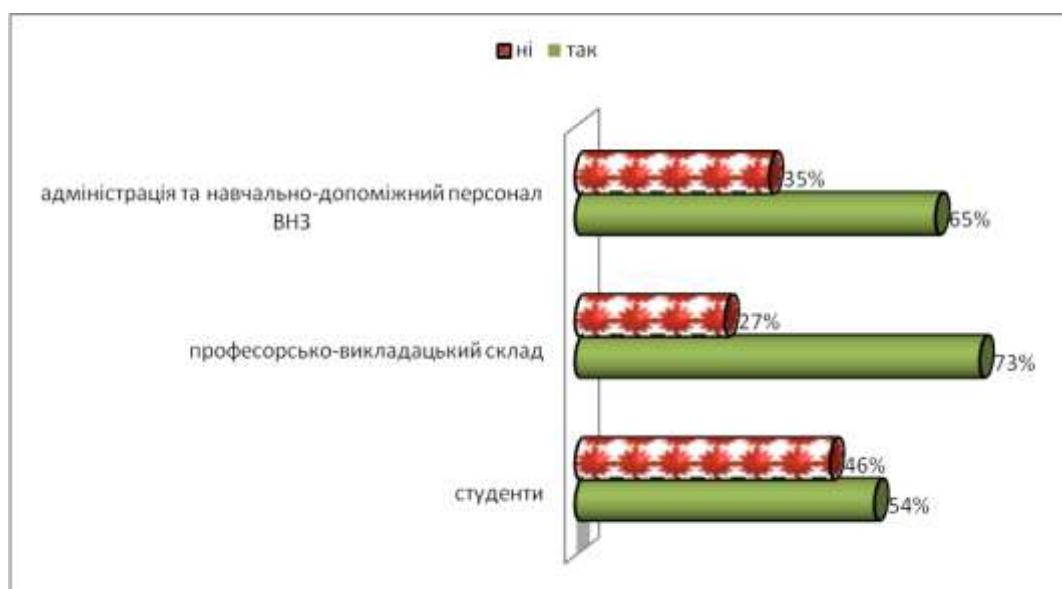 ні так
адміністрація та навчально-допоміжний персонал
ВНЗ
35%
65%
професорсько-викладацький склад
27%
73%
студенти
46%
54%